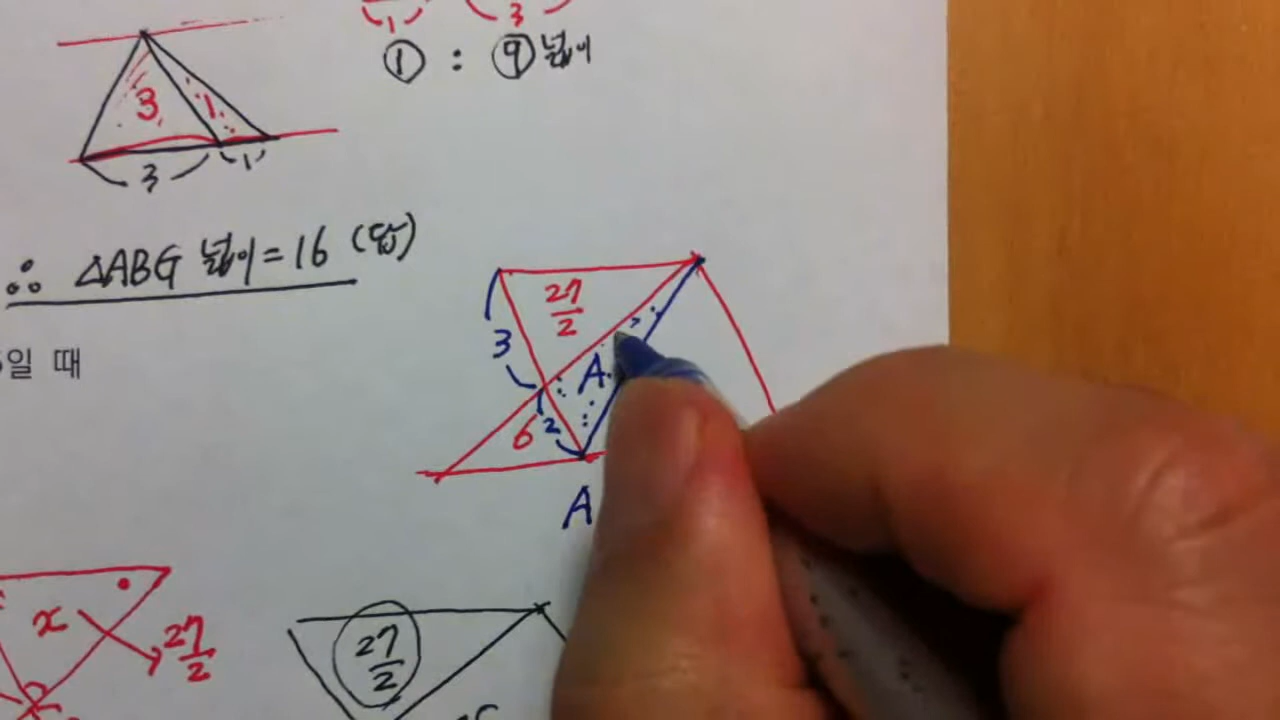 1 3
① : ⑨ 넓이
3 1
3 1
∴ △ABG 넓이 = 16 (답)
일 때
27/2
3
A
6 2
A
x → 27/2
27/2